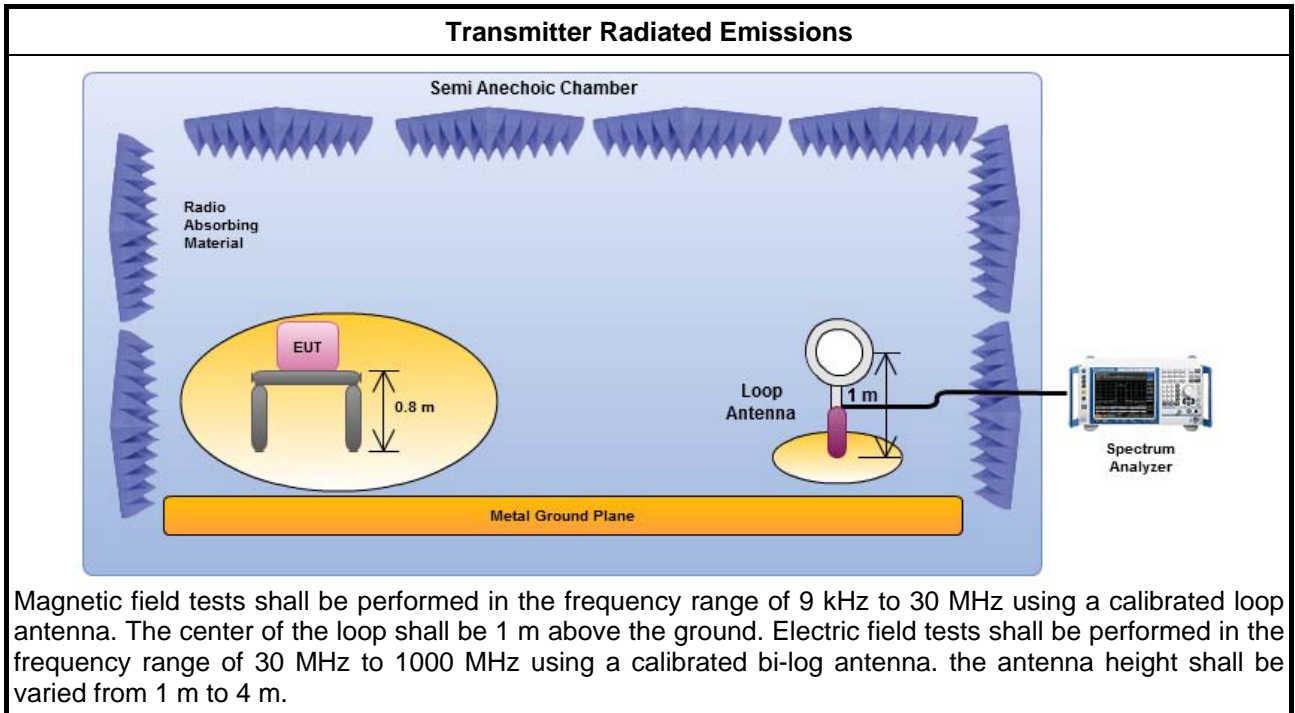 Transmitter Radiated Emissions
Semi Anechoic Chamber
Radio
Absorbing
Material
EUT
0.8 m
Loop
Antenna
1 m
Spectrum
Analyzer
Metal Ground Plane
Magnetic field tests shall be performed in the frequency range of 9 kHz to 30 MHz using a calibrated loop
antenna. The center of the loop shall be 1 m above the ground. Electric field tests shall be performed in the
frequency range of 30 MHz to 1000 MHz using a calibrated bi-log antenna. the antenna height shall be
varied from 1 m to 4 m.